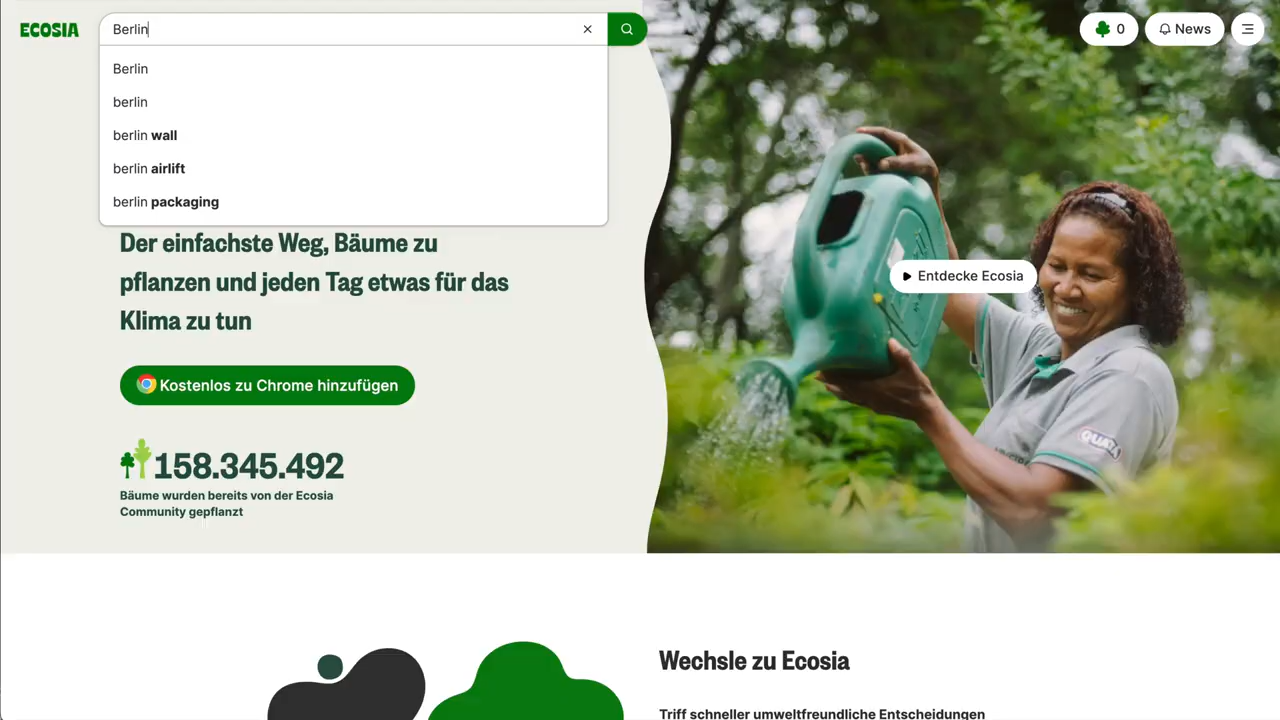 ECOSIA
Berlin
0
News
Berlin
berlin
berlin wall
berlin airlift
berlin packaging
Der einfachste Weg, Bäume zu
pflanzen und jeden Tag etwas für das
Klima zu tun
Entdecke Ecosia
Kostenlos zu Chrome hinzufügen
158.345.492
Bäume wurden bereits von der Ecosia
Community gepflanzt
Wechsle zu Ecosia
Triff schneller umweltfreundliche Entscheidungen